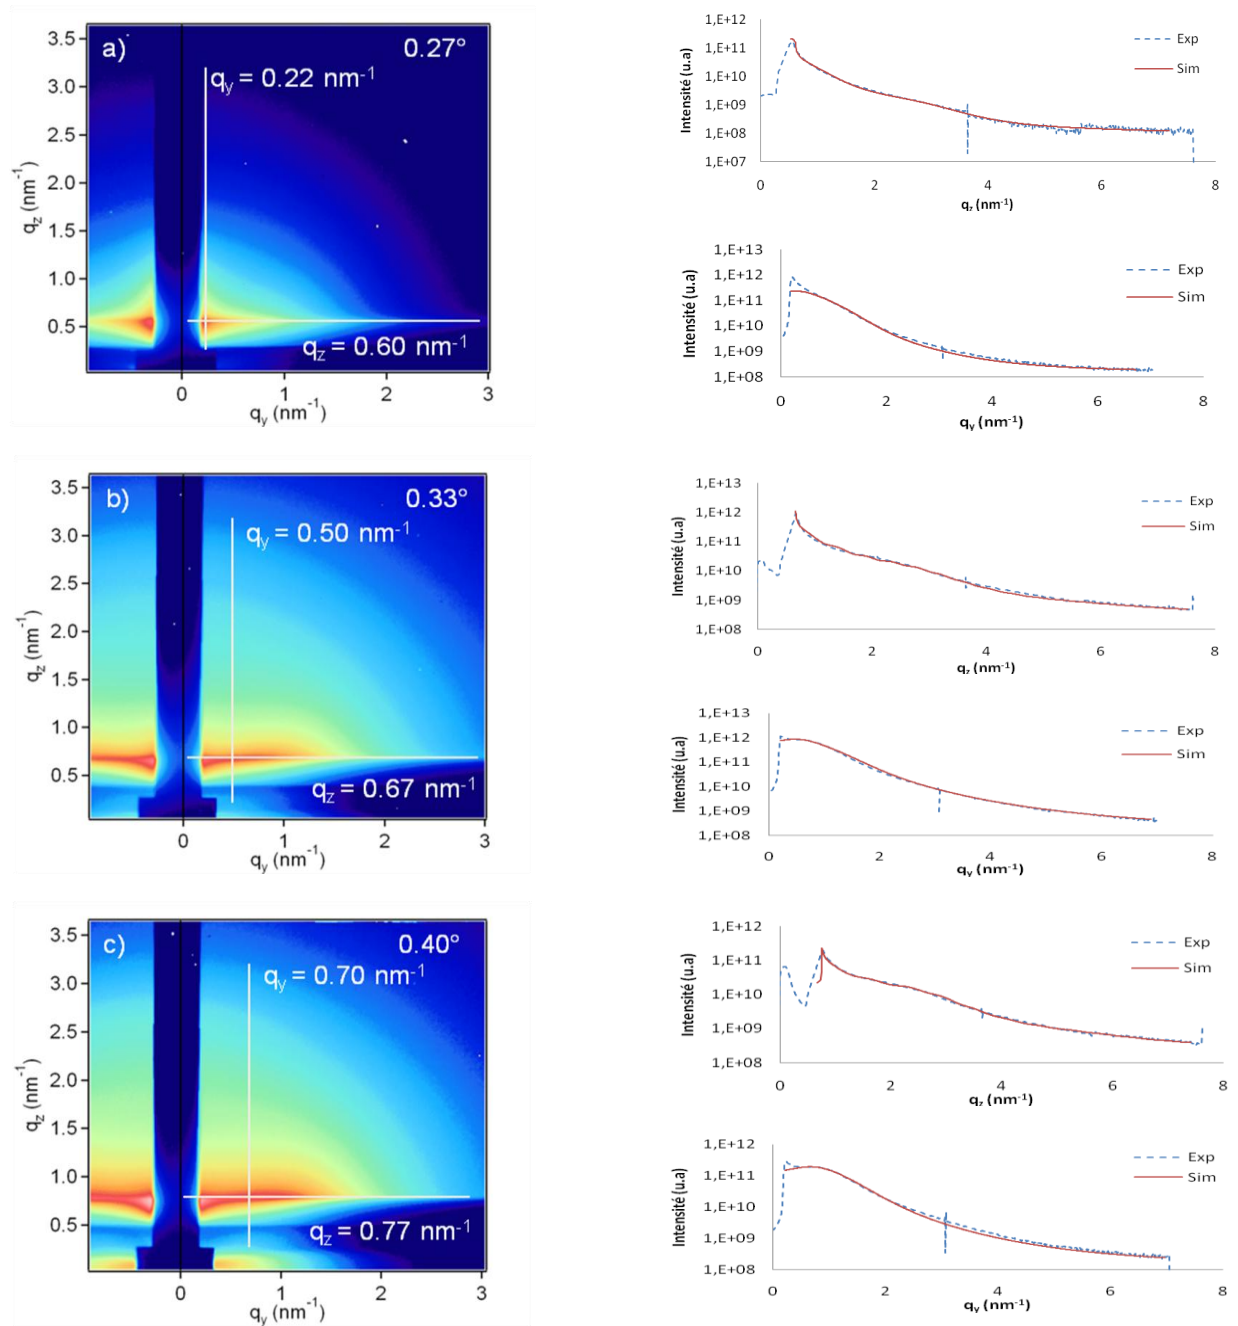 a)
0.27°
qy = 0.22 nm-1
qz = 0.60 nm-1
3.5
3.0
2.5
2.0
1.5
1.0
0.5
qz (nm-1)
0 1 2 3
qy (nm-1)
1,E+12
1,E+11
1,E+10
1,E+09
1,E+08
1,E+07
Intensité (u.a)
Exp
Sim
0 2 4 6 8
qz (nm-1)
1,E+13
1,E+12
1,E+11
1,E+10
1,E+09
1,E+08
Intensité (u.a)
Exp
Sim
0 2 4 6 8
qy (nm-1)
b)
0.33°
qy = 0.50 nm-1
qz = 0.67 nm-1
3.5
3.0
2.5
2.0
1.5
1.0
0.5
qz (nm-1)
0 1 2 3
qy (nm-1)
1,E+13
1,E+12
1,E+11
1,E+10
1,E+09
1,E+08
Intensité (u.a)
Exp
Sim
0 2 4 6 8
qz (nm-1)
1,E+13
1,E+12
1,E+11
1,E+10
1,E+09
1,E+08
Intensité (u.a)
Exp
Sim
0 2 4 6 8
qy (nm-1)
c)
0.40°
qy = 0.70 nm-1
qz = 0.77 nm-1
3.5
3.0
2.5
2.0
1.5
1.0
0.5
qz (nm-1)
0 1 2 3
qy (nm-1)
1,E+12
1,E+11
1,E+10
1,E+09
1,E+08
Intensité (u.a)
Exp
Sim
0 2 4 6 8
qz (nm-1)
1,E+12
1,E+11
1,E+10
1,E+09
1,E+08
Intensité (u.a)
Exp
Sim
0 2 4 6 8
qy (nm-1)